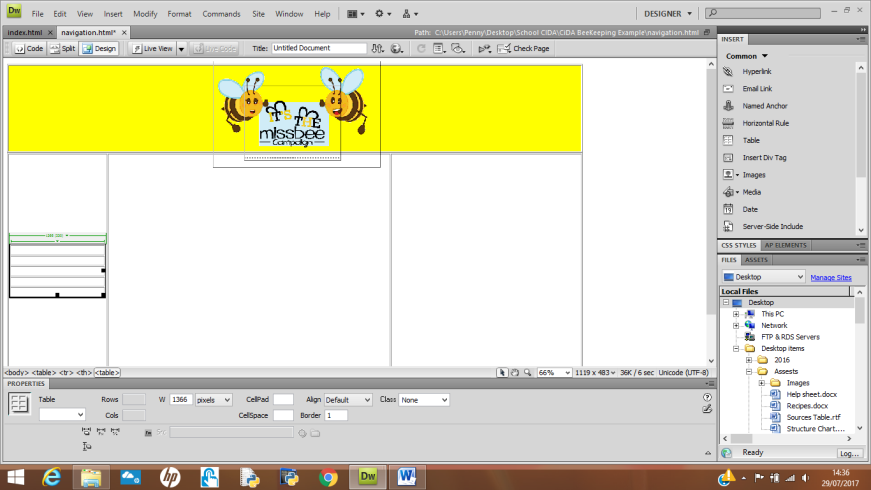 Dw File Edit View Insert Modify Format Commands Site Window Help DESIGNER
index.html navigation.html* Path: C:\Users\Penny\Desktop\School CIDA\CiDA BeeKeeping Example\navigation.html
Code Split Design Live View Live Code Title: Untitled Document Check Page
IT'S THE
missbee
Campaign
INSERT
Common
Hyperlink
Email Link
Named Anchor
Horizontal Rule
Table
Insert Div Tag
Images
Media
Date
Server-Side Include
CSS STYLES AP ELEMENTS
FILES ASSETS
Desktop Manage Sites
Local Files
Desktop
This PC
Network
FTP & RDS Servers
Desktop items
2016
Assests
Images
Help sheet.docx
Recipes.docx
Sources Table.rtf
Structure Chart....
Ready Log...
<body> <table> <tr> <th> <table> 66% 1119 x 483 36K / 6 sec Unicode (UTF-8)
PROPERTIES
Table Rows W 1366 pixels CellPad Align Default Class None
Cols CellSpace Border 1
Src
hp Dw W
14:36
29/07/2017